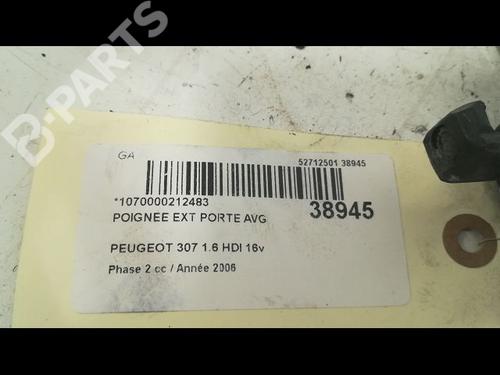 B-PARTS
GA
52712501 38945
*1070000212483
POIGNEE EXT PORTE AVG
38945
PEUGEOT 307 1.6 HDI 16v
Phase 2 cc / Année 2006